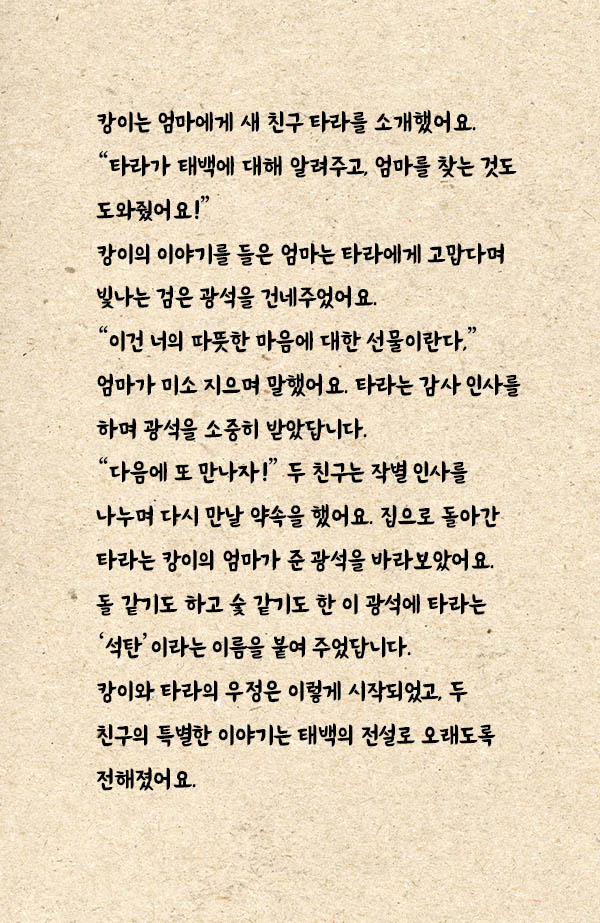 캉이는 엄마에게 새 친구 타라를 소개했어요.
“타라가 태백에 대해 알려주고, 엄마를 찾는 것도
도와줬어요!”
캉이의 이야기를 들은 엄마는 타라에게 고맙다며
빛나는 검은 광석을 건네주었어요.
“이건 너의 따뜻한 마음에 대한 선물이란다,”
엄마가 미소 지으며 말했어요. 타라는 감사 인사를
하며 광석을 소중히 받았답니다.
“다음에 또 만나자!” 두 친구는 작별 인사를
나누며 다시 만날 약속을 했어요. 집으로 돌아간
타라는 캉이의 엄마가 준 광석을 바라보았어요.
돌 같기도 하고 숯 같기도 한 이 광석에 타라는
‘석탄’이라는 이름을 붙여 주었답니다.
캉이와 타라의 우정은 이렇게 시작되었고, 두
친구의 특별한 이야기는 태백의 전설로 오래도록
전해졌어요.